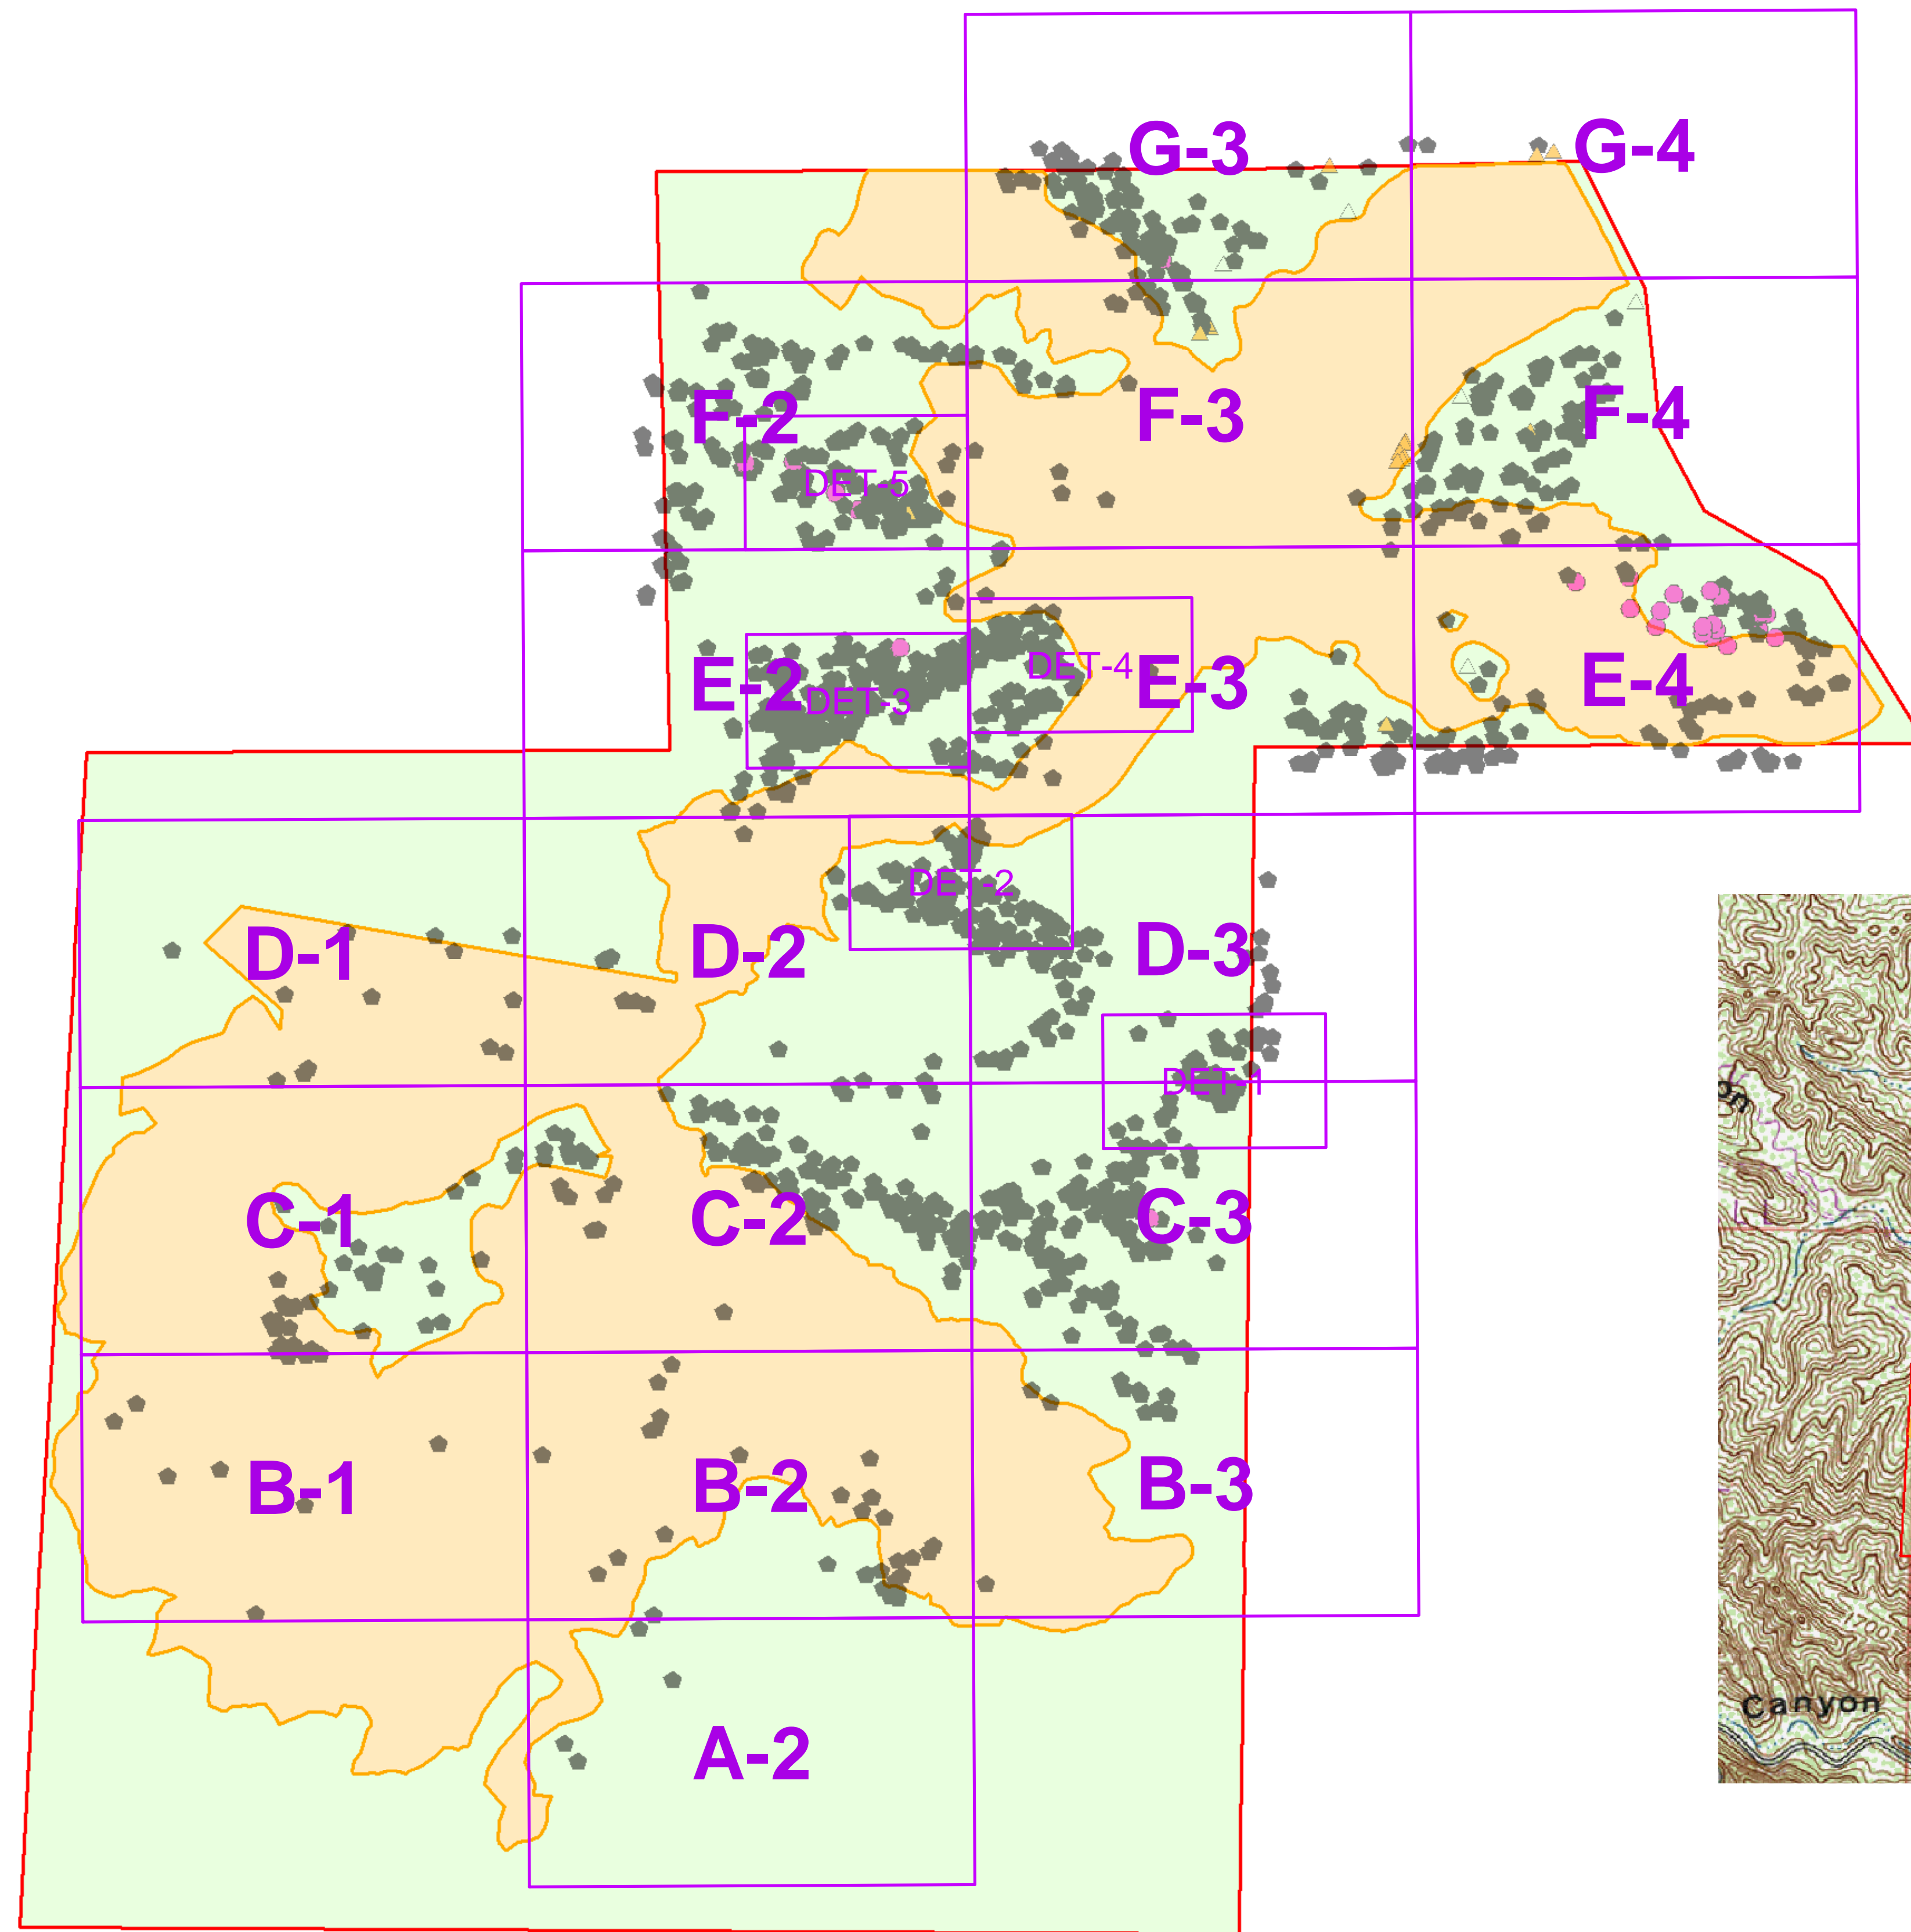 G-3
G-4
F-2
F-3
F-4
DET-5
E-2
DET-3
DET-4
E-3
E-4
DET-2
D-1
D-2
D-3
DET-1
on
C-1
C-2
C-3
L L
B-1
B-2
B-3
Canyon
A-2